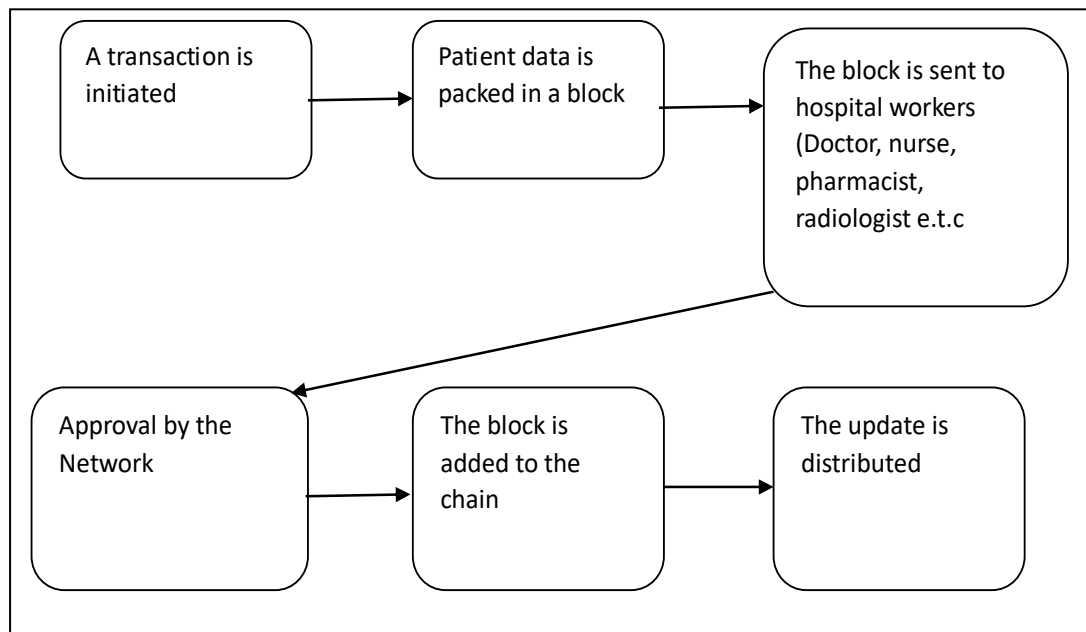 A transaction is
initiated
Patient data is
packed in a block
The block is sent to
hospital workers
(Doctor, nurse,
pharmacist,
radiologist e.t.c
Approval by the
Network
The block is
added to the
chain
The update is
distributed